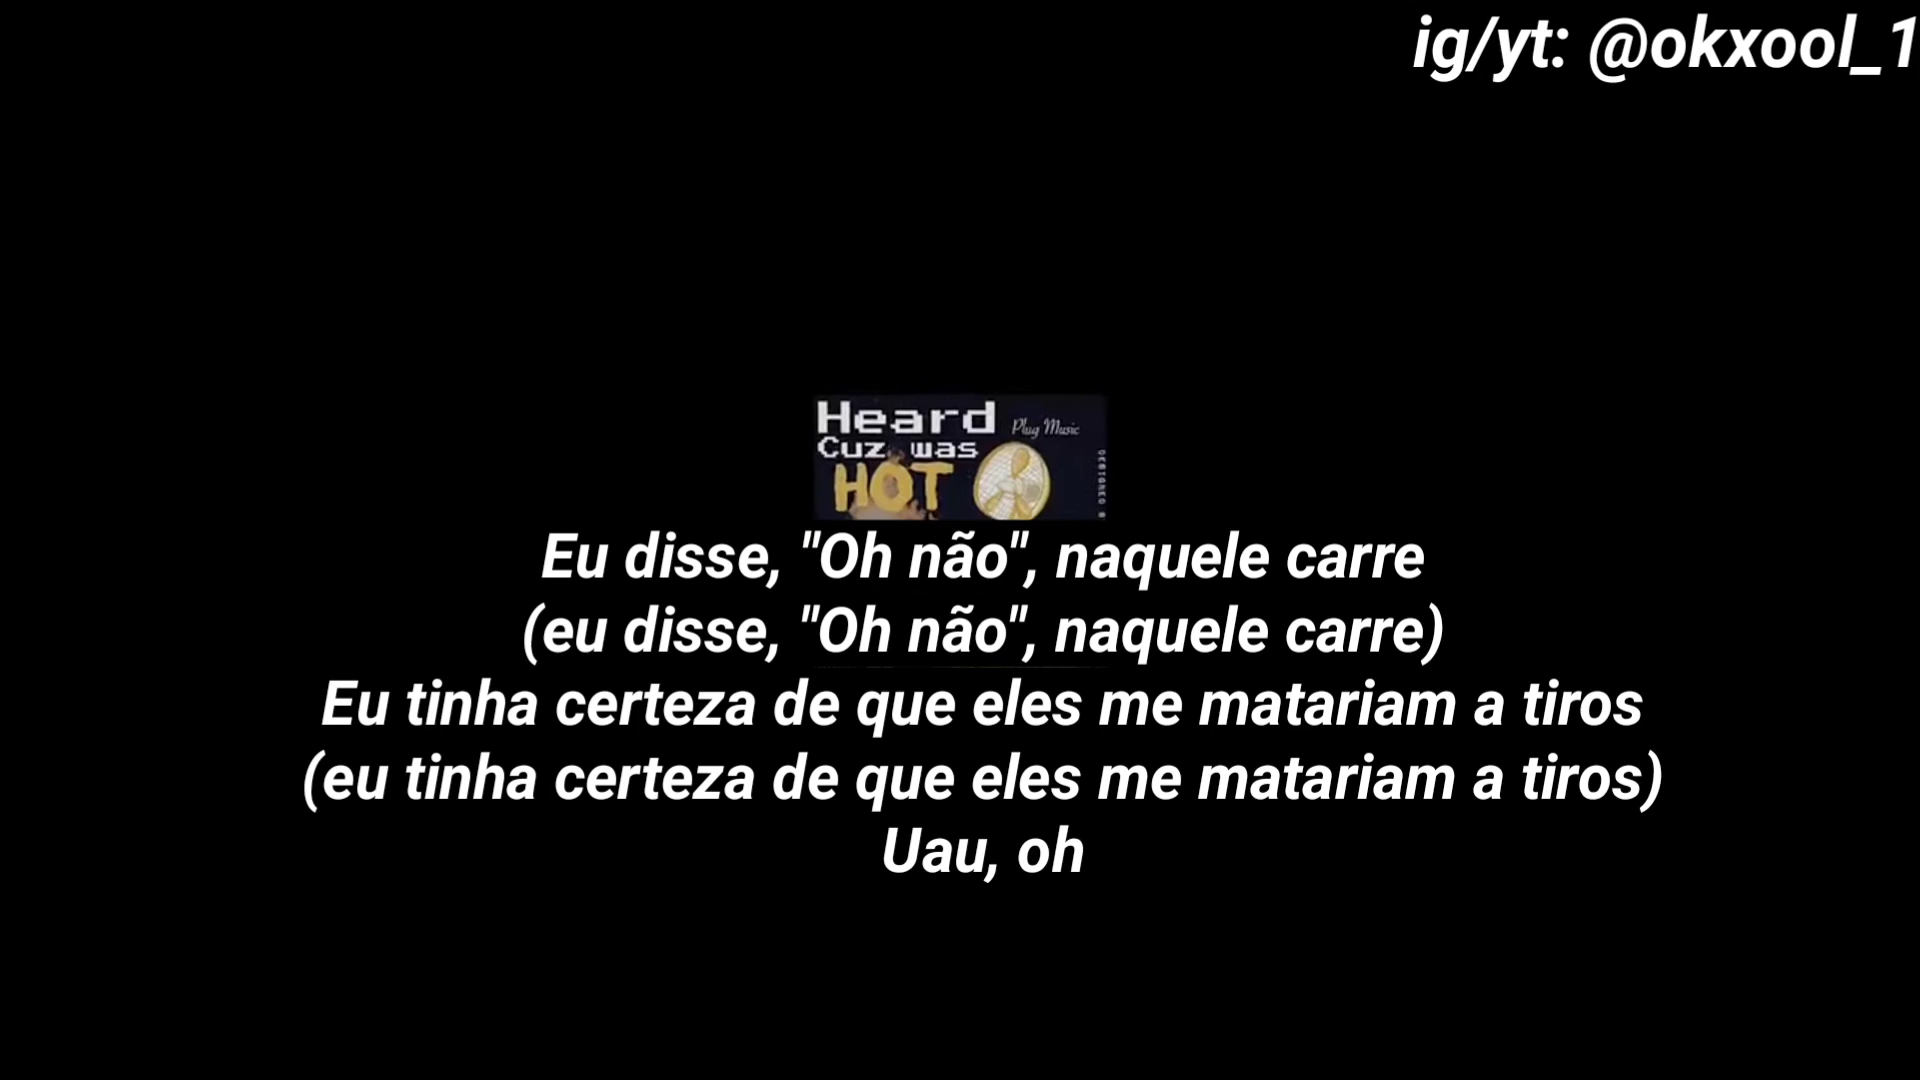 ig/yt: @okxool_1
Heard
Plug Music
Cuz was
HOT
Eu disse, "Oh não", naquele carre
(eu disse, "Oh não", naquele carre)
Eu tinha certeza de que eles me matariam a tiros
(eu tinha certeza de que eles me matariam a tiros)
Uau, oh